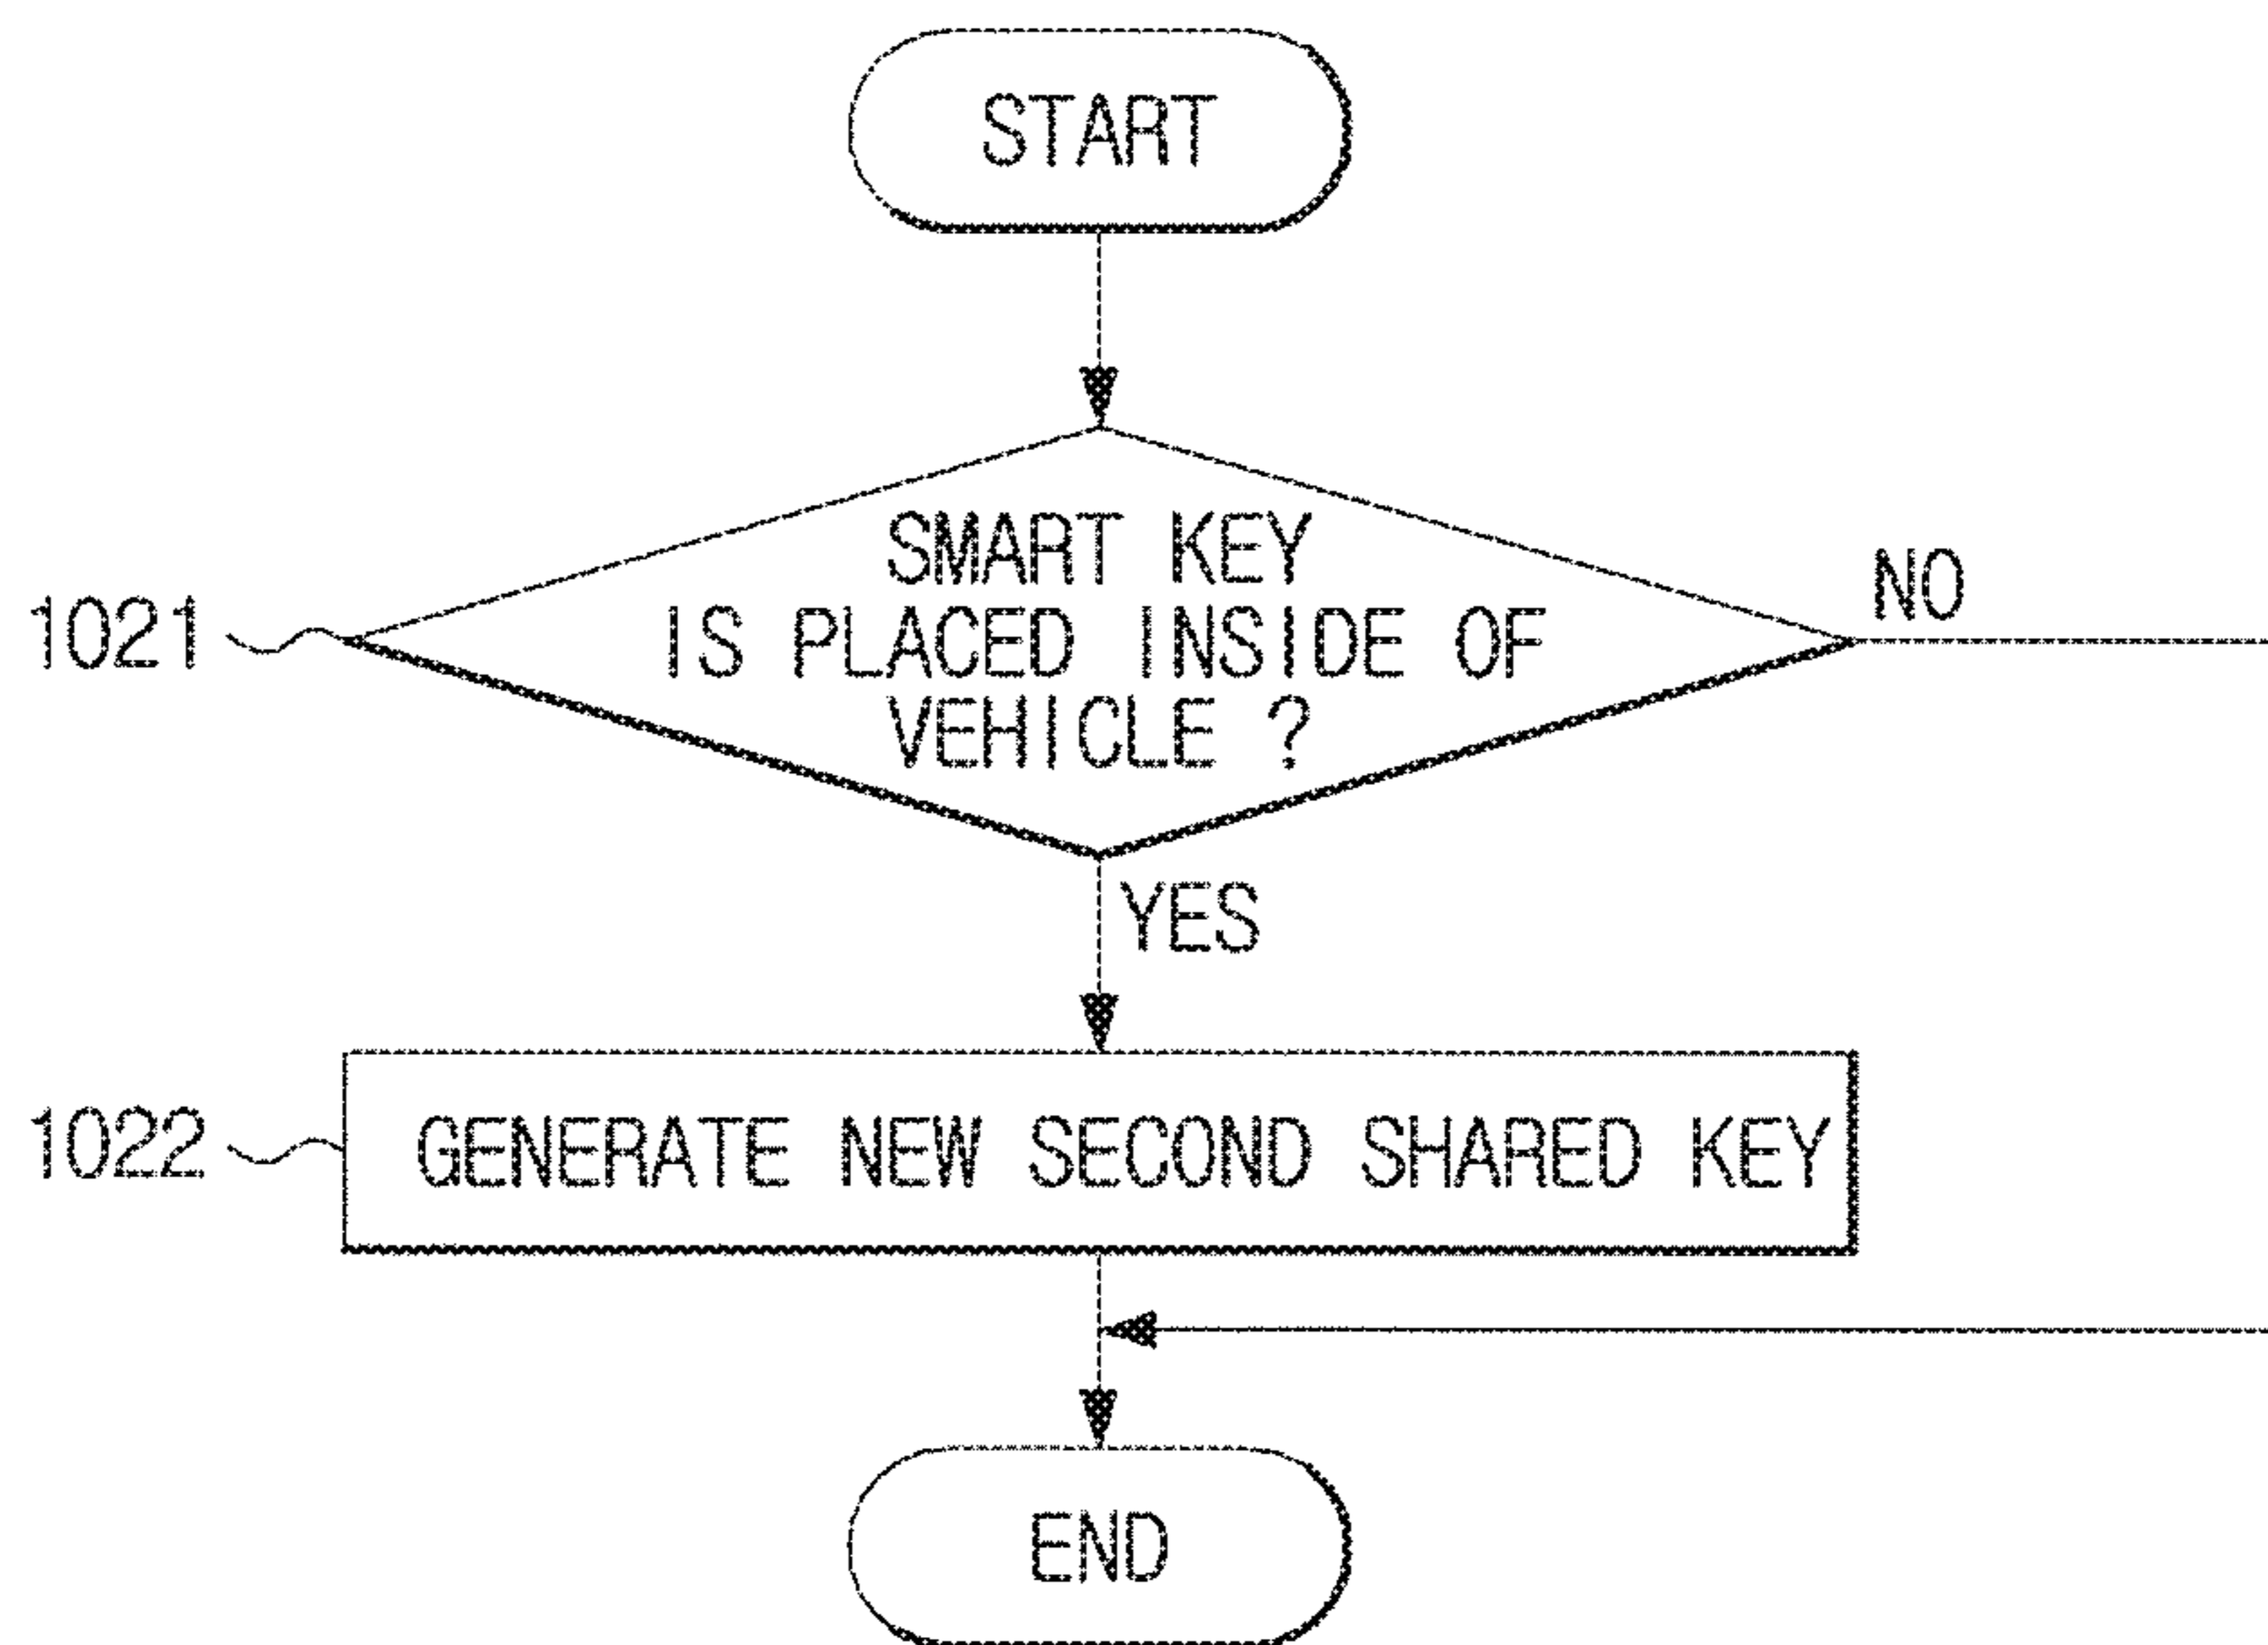 START
SMART KEY
IS PLACED INSIDE OF
VEHICLE ?
NO
1021
YES
1022
GENERATE NEW SECOND SHARED KEY
END